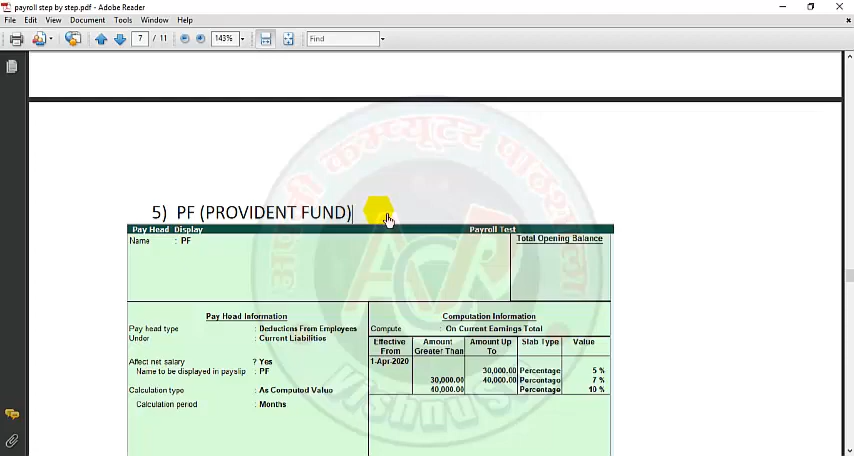 payroll step by step.pdf - Adobe Reader
File Edit View Document Tools Window Help
7 / 11 143% Find
5) PF (PROVIDENT FUND)
Pay Head Display Payroll Test
Name : PF Total Opening Balance
Pay Head Information Computation Information
Pay head type : Deductions From Employees Compute : On Current Earnings Total
Under : Current Liabilities
Effective From Amount Greater Than Amount Up To Slab Type Value
1-Apr-2020
Affect net salary ? Yes
30,000.00 Percentage 5 %
Name to be displayed in payslip : PF
30,000.00 40,000.00 Percentage 7 %
40,000.00 Percentage 10 %
Calculation type : As Computed Value
Calculation period : Months
ACP
Vishnu